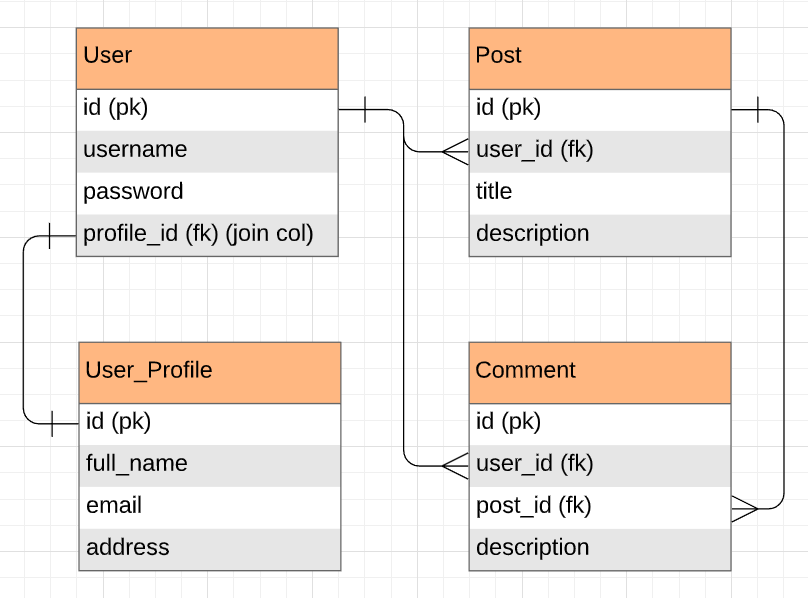 User
id (pk)
username
password
profile_id (fk) (join col)
Post
id (pk)
user_id (fk)
title
description
User_Profile
id (pk)
full_name
email
address
Comment
id (pk)
user_id (fk)
post_id (fk)
description